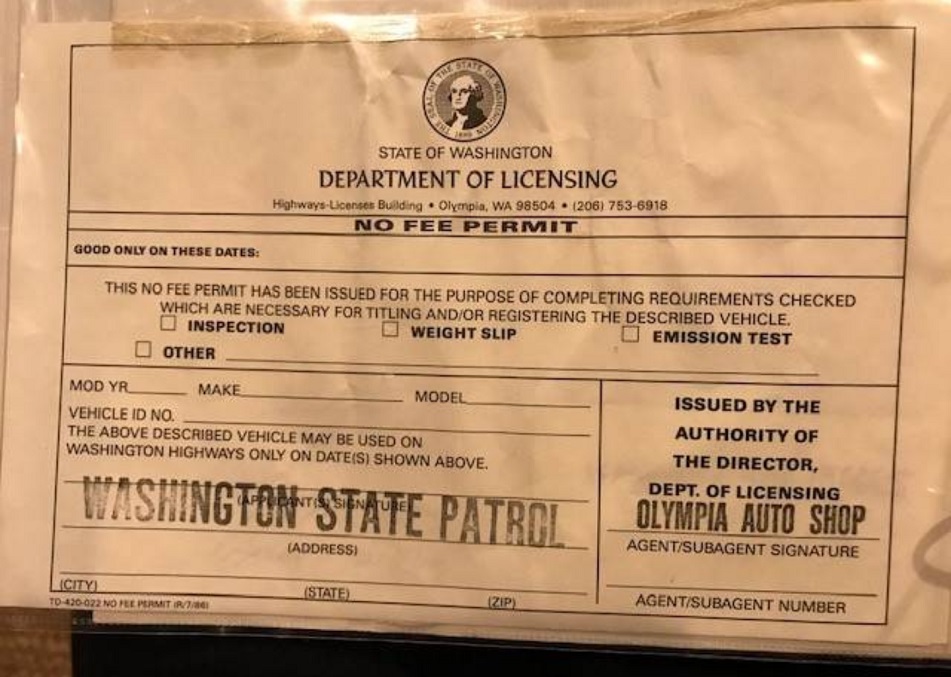 THE SEAL OF THE STATE OF WASHINGTON
1889
STATE OF WASHINGTON
DEPARTMENT OF LICENSING
Highways-Licenses Building • Olympia, WA 98504 • (206) 753-6918
NO FEE PERMIT
GOOD ONLY ON THESE DATES:
THIS NO FEE PERMIT HAS BEEN ISSUED FOR THE PURPOSE OF COMPLETING REQUIREMENTS CHECKED
WHICH ARE NECESSARY FOR TITLING AND/OR REGISTERING THE DESCRIBED VEHICLE.
INSPECTION WEIGHT SLIP EMISSION TEST
OTHER
MOD YR MAKE MODEL
VEHICLE ID NO.
THE ABOVE DESCRIBED VEHICLE MAY BE USED ON
WASHINGTON HIGHWAYS ONLY ON DATE(S) SHOWN ABOVE.
(APPLICANT(S) SIGNATURE)
WASHINGTON STATE PATROL
(ADDRESS)
(CITY) (STATE) (ZIP)
TD-420-022 NO FEE PERMIT (R/7/86)
ISSUED BY THE
AUTHORITY OF
THE DIRECTOR,
DEPT. OF LICENSING
OLYMPIA AUTO SHOP
AGENT/SUBAGENT SIGNATURE
AGENT/SUBAGENT NUMBER